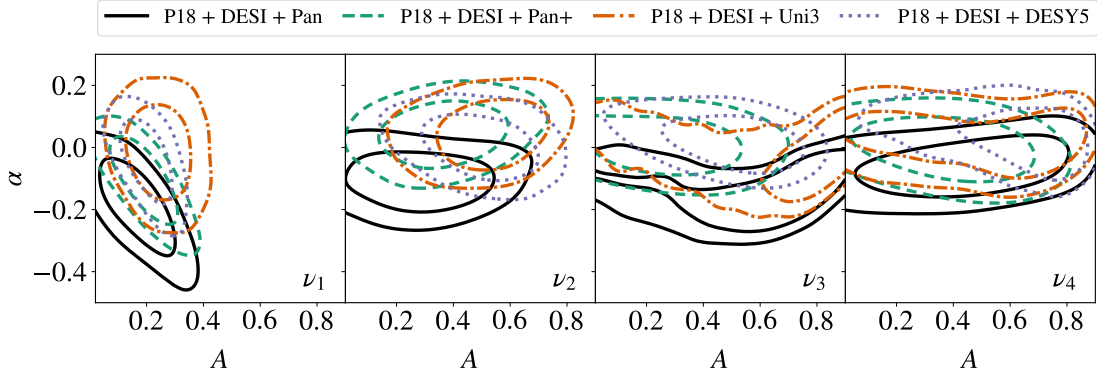 P18 + DESI + Pan P18 + DESI + Pan+ P18 + DESI + Uni3 P18 + DESI + DESY5
0.2
0.0
−0.2
−0.4
α
ν₁ ν₂ ν₃ ν₄
0.2 0.4 0.6 0.8 0.2 0.4 0.6 0.8 0.2 0.4 0.6 0.8 0.2 0.4 0.6 0.8
A A A A